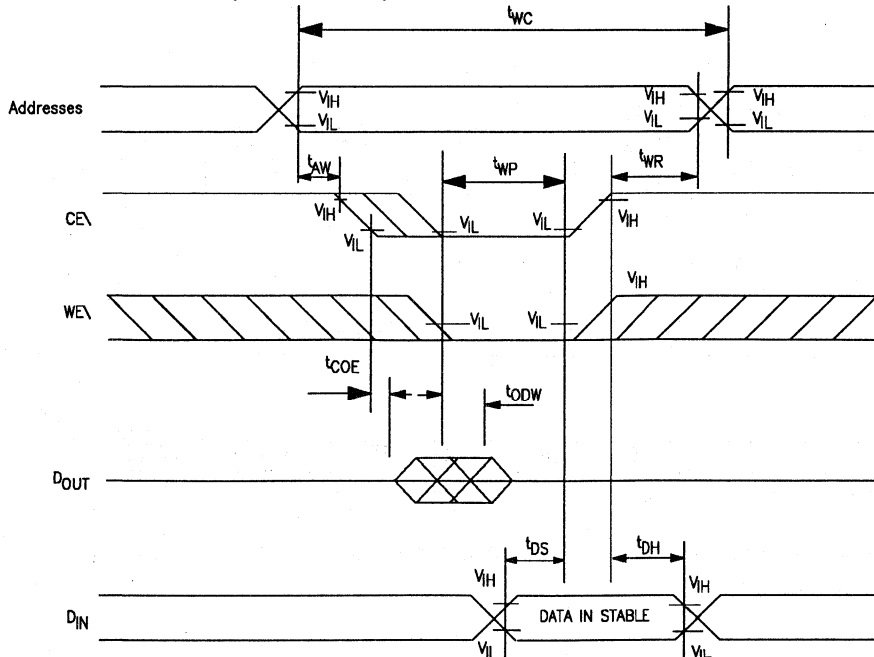 tWC
Addresses
VIH
VIL
VIH
VIL
VIH
VIL
tAW
tWP
tWR
CE\
VIH
VIL
VIL
VIL
VIH
WE\
VIL
VIL
VIH
tCOE
tODW
DOUT
tDS
tDH
DIN
VIH
VIL
DATA IN STABLE
VIH
VIL